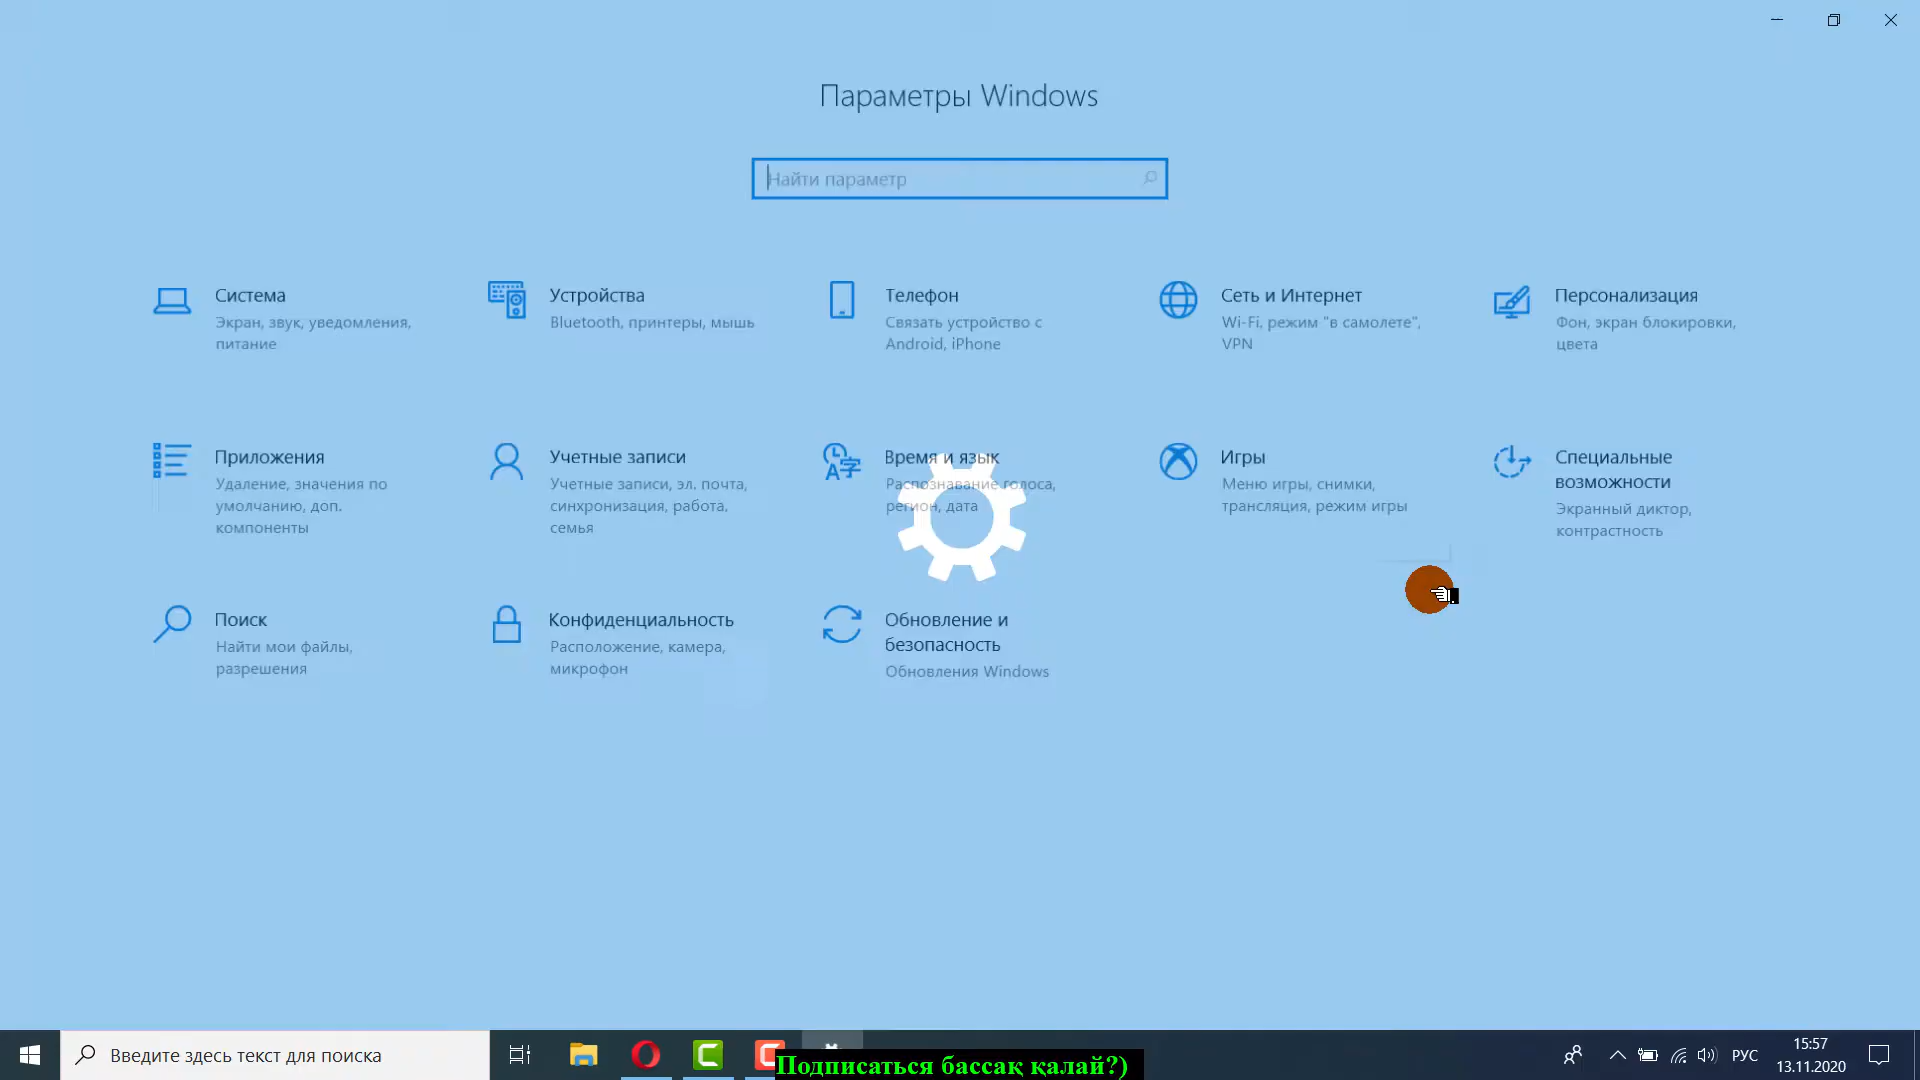 Параметры Windows
Найти параметр
Система
Экран, звук, уведомления,
питание
Устройства
Bluetooth, принтеры, мышь
Телефон
Связать устройство с
Android, iPhone
Сеть и Интернет
Wi-Fi, режим "в самолете",
VPN
Персонализация
Фон, экран блокировки,
цвета
Приложения
Удаление, значения по
умолчанию, доп.
компоненты
Учетные записи
Учетные записи, эл. почта,
синхронизация, работа,
семья
Время и язык
Распознавание голоса,
регион, дата
Игры
Меню игры, снимки,
трансляция, режим игры
Специальные
возможности
Экранный диктор,
контрастность
Поиск
Найти мои файлы,
разрешения
Конфиденциальность
Расположение, камера,
микрофон
Обновление и
безопасность
Обновления Windows
Введите здесь текст для поиска
Подписаться бассақ қалай?)
РУС
15:57
13.11.2020